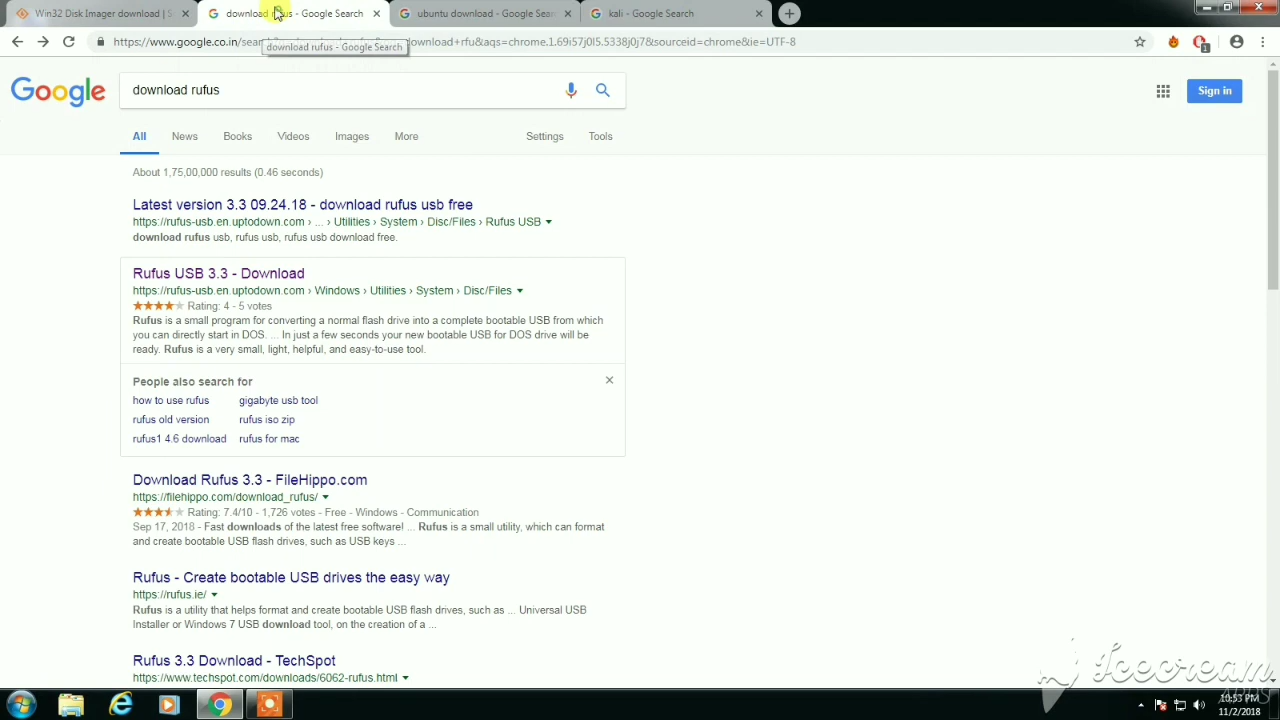 Win32 Disk Imager download |
download rufus - Google Search
ubuntu download - Google Sear
kali - Google Search
https://www.google.co.in/sear
download+rfu&aqs=chrome.1.69i57j0l5.5338j0j7&sourceid=chrome&ie=UTF-8
1
download rufus - Google Search
Google
download rufus
Sign in
All
News
Books
Videos
Images
More
Settings
Tools
About 1,75,00,000 results (0.46 seconds)
Latest version 3.3 09.24.18 - download rufus usb free
https://rufus-usb.en.uptodown.com › ... › Utilities › System › Disc/Files › Rufus USB
download rufus usb, rufus usb, rufus usb download free.
Rufus USB 3.3 - Download
https://rufus-usb.en.uptodown.com › Windows › Utilities › System › Disc/Files
Rating: 4 - 5 votes
Rufus is a small program for converting a normal flash drive into a complete bootable USB from which
you can directly start in DOS. ... In just a few seconds your new bootable USB for DOS drive will be
ready. Rufus is a very small, light, helpful, and easy-to-use tool.
People also search for
how to use rufus
gigabyte usb tool
rufus old version
rufus iso zip
rufus1 4.6 download
rufus for mac
Download Rufus 3.3 - FileHippo.com
https://filehippo.com/download_rufus/
Rating: 7.4/10 - 1,726 votes - Free - Windows - Communication
Sep 17, 2018 - Fast downloads of the latest free software! ... Rufus is a small utility, which can format
and create bootable USB flash drives, such as USB keys ...
Rufus - Create bootable USB drives the easy way
https://rufus.ie/
Rufus is a utility that helps format and create bootable USB flash drives, such as ... Universal USB
Installer or Windows 7 USB download tool, on the creation of a ...
Rufus 3.3 Download - TechSpot
https://www.techspot.com/downloads/6062-rufus.html
Icecream
APPS
10:53 PM
11/2/2018